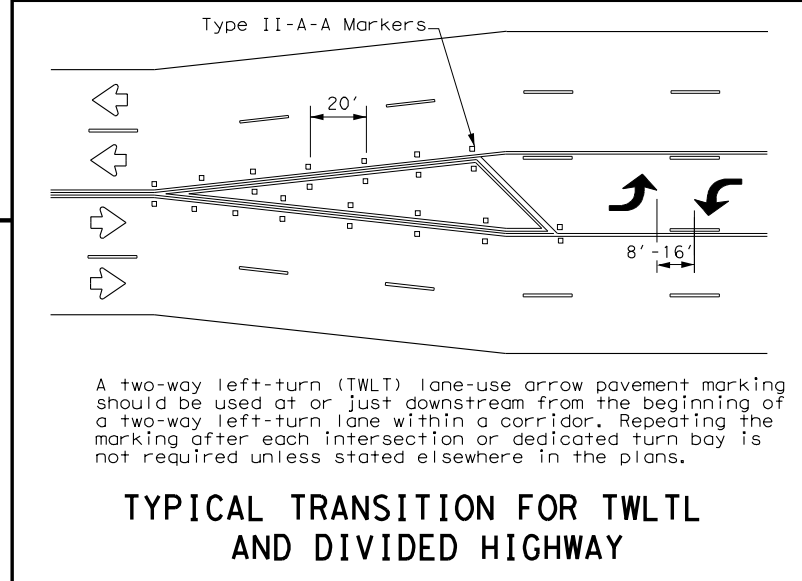 Type II-A-A Markers
20'
8'-16'
A two-way left-turn (TWLT) lane-use arrow pavement marking
should be used at or just downstream from the beginning of
a two-way left-turn lane within a corridor. Repeating the
marking after each intersection or dedicated turn bay is
not required unless stated elsewhere in the plans.
TYPICAL TRANSITION FOR TWLTL
AND DIVIDED HIGHWAY